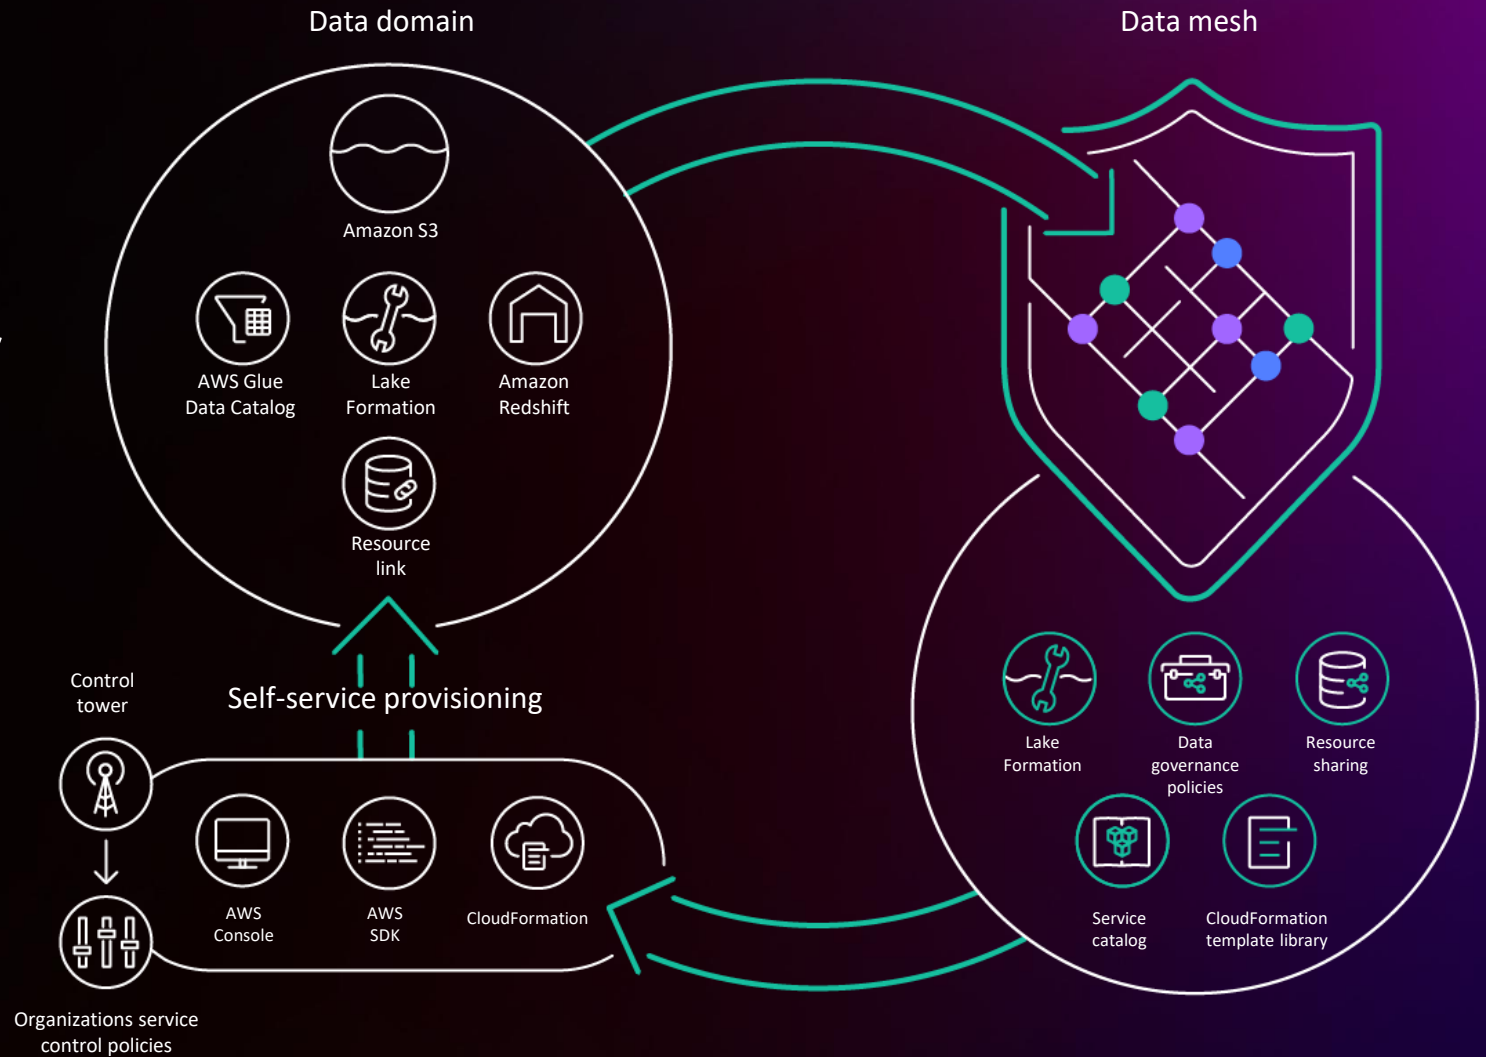 Data domain
Data mesh
Amazon S3
AWS Glue
Data Catalog
Lake
Formation
Amazon
Redshift
Resource
link
Control
tower
Self-service provisioning
AWS
Console
AWS
SDK
CloudFormation
Organizations service
control policies
Lake
Formation
Data
governance
policies
Resource
sharing
Service
catalog
CloudFormation
template library